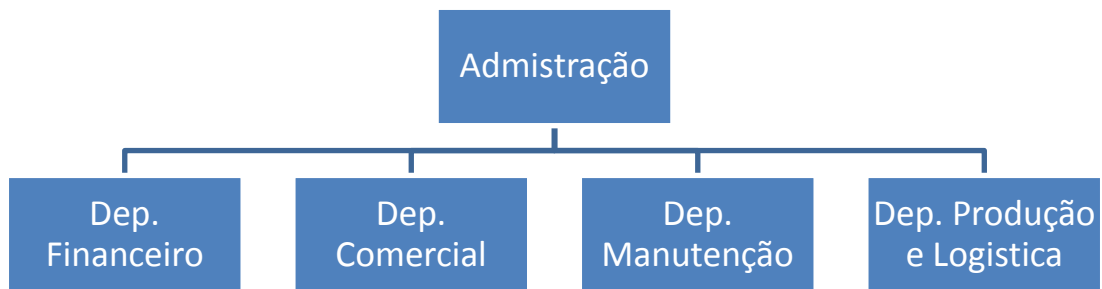 Admistração
Dep.
Financeiro
Dep.
Comercial
Dep.
Manutenção
Dep. Produção
e Logistica